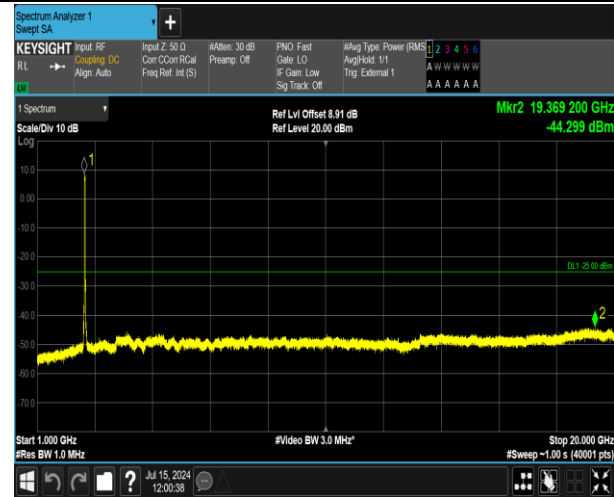 Spectrum Analyzer 1
Swept SA
+
KEYSIGHT
RL
Input: RF
Coupling: DC
Align: Auto
Input Z: 50 Ω
Corr CCorr RCal
Freq Ref: Int (S)
#Atten: 30 dB
Preamp: Off
PNO: Fast
Gate: LO
IF Gain: Low
Sig Track: Off
#Avg Type: Power (RMS
Avg|Hold: 1/1
Trig: External 1
1 2 3 4 5 6
A W W W W W
A A A A A A
1 Spectrum
Scale/Div 10 dB
Ref Lvl Offset 8.91 dB
Ref Level 20.00 dBm
Mkr2 19.369 200 GHz
-44.299 dBm
Log
1
10.0
0.00
-10.0
-20.0
DL1 -25.00 dBm
-30.0
-40.0
2
-50.0
-60.0
-70.0
Start 1.000 GHz
#Video BW 3.0 MHz*
Stop 20.000 GHz
#Res BW 1.0 MHz
#Sweep ~1.00 s (40001 pts)
?
Jul 15, 2024
12:00:38